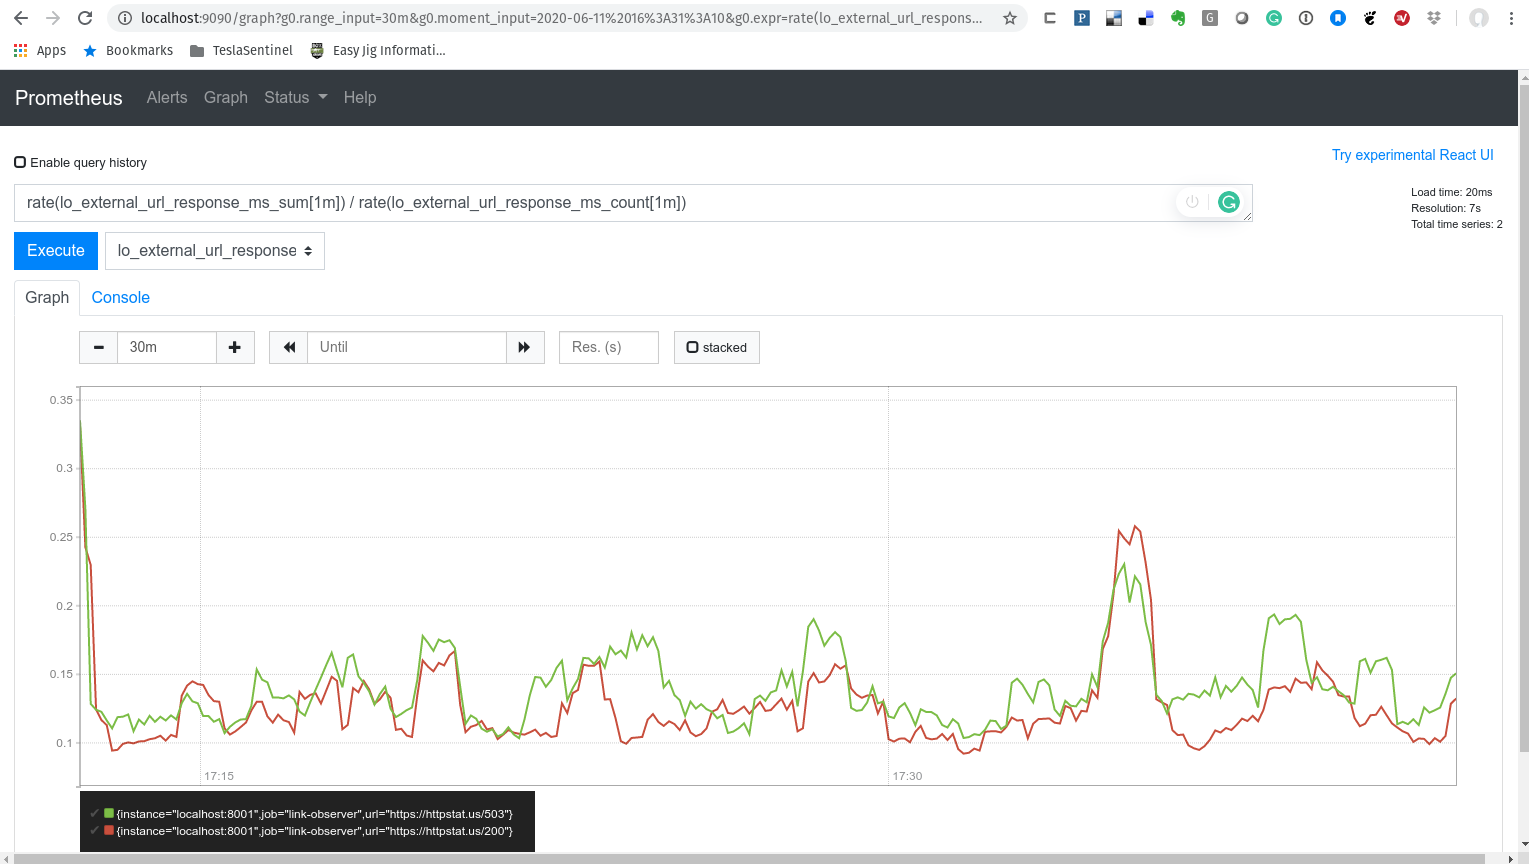 localhost:9090/graph?g0.range_input=30m&g0.moment_input=2020-06-11%2016%3A31%3A10&g0.expr=rate(lo_external_url_respons...
Apps Bookmarks TeslaSentinel Easy Jig Informati...
Prometheus Alerts Graph Status Help
Enable query history
Try experimental React UI
rate(lo_external_url_response_ms_sum[1m]) / rate(lo_external_url_response_ms_count[1m])
Load time: 20ms
Resolution: 7s
Total time series: 2
Execute lo_external_url_response
Graph Console
30m Until Res. (s) stacked
0.35
0.3
0.25
0.2
0.15
0.1
17:15 17:30
{instance="localhost:8001",job="link-observer",url="https://httpstat.us/503"}
{instance="localhost:8001",job="link-observer",url="https://httpstat.us/200"}